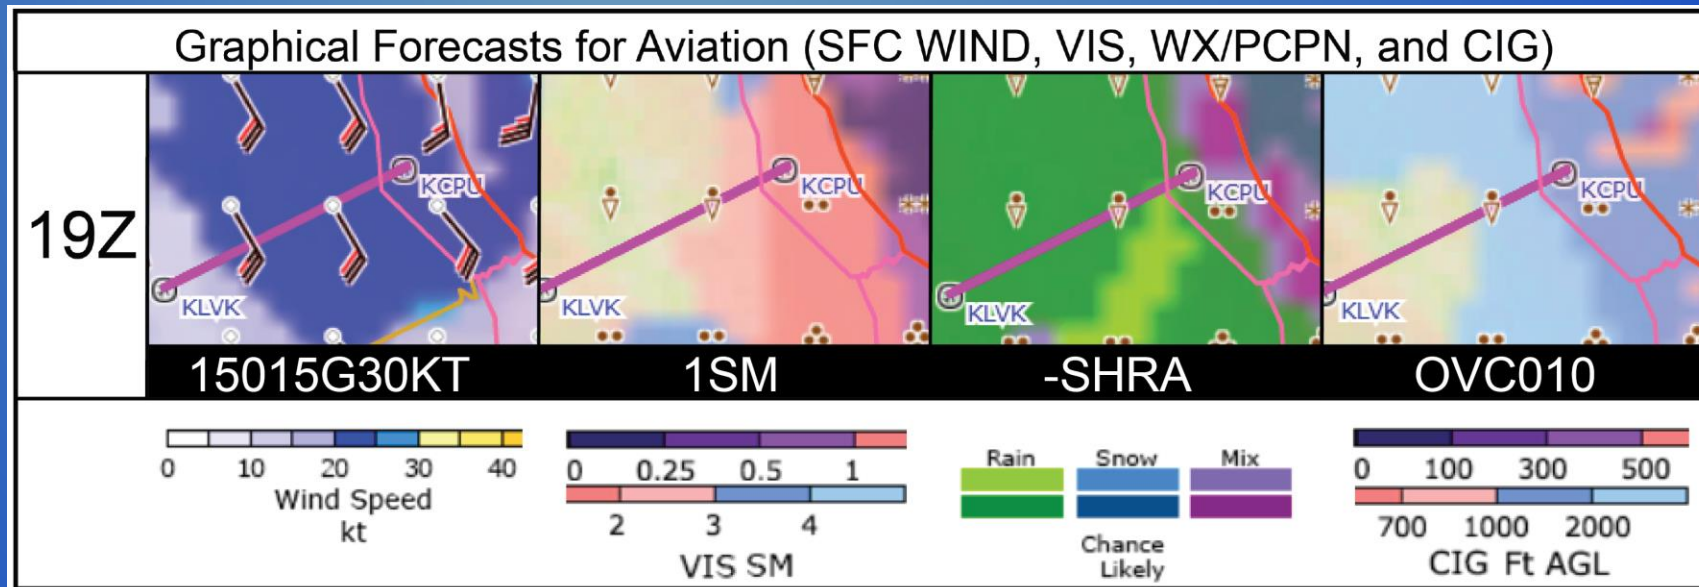 Graphical Forecasts for Aviation (SFC WIND, VIS, WX/PCPN, and CIG)
19Z
KCPU
KLVK
KCPU
KLVK
KCPU
KLVK
KCPU
KLVK
15015G30KT
1SM
-SHRA
OVC010
0 10 20 30 40
Wind Speed
kt
0 0.25 0.5 1
2 3 4
VIS SM
Rain Snow Mix
Chance
Likely
0 100 300 500
700 1000 2000
CIG Ft AGL